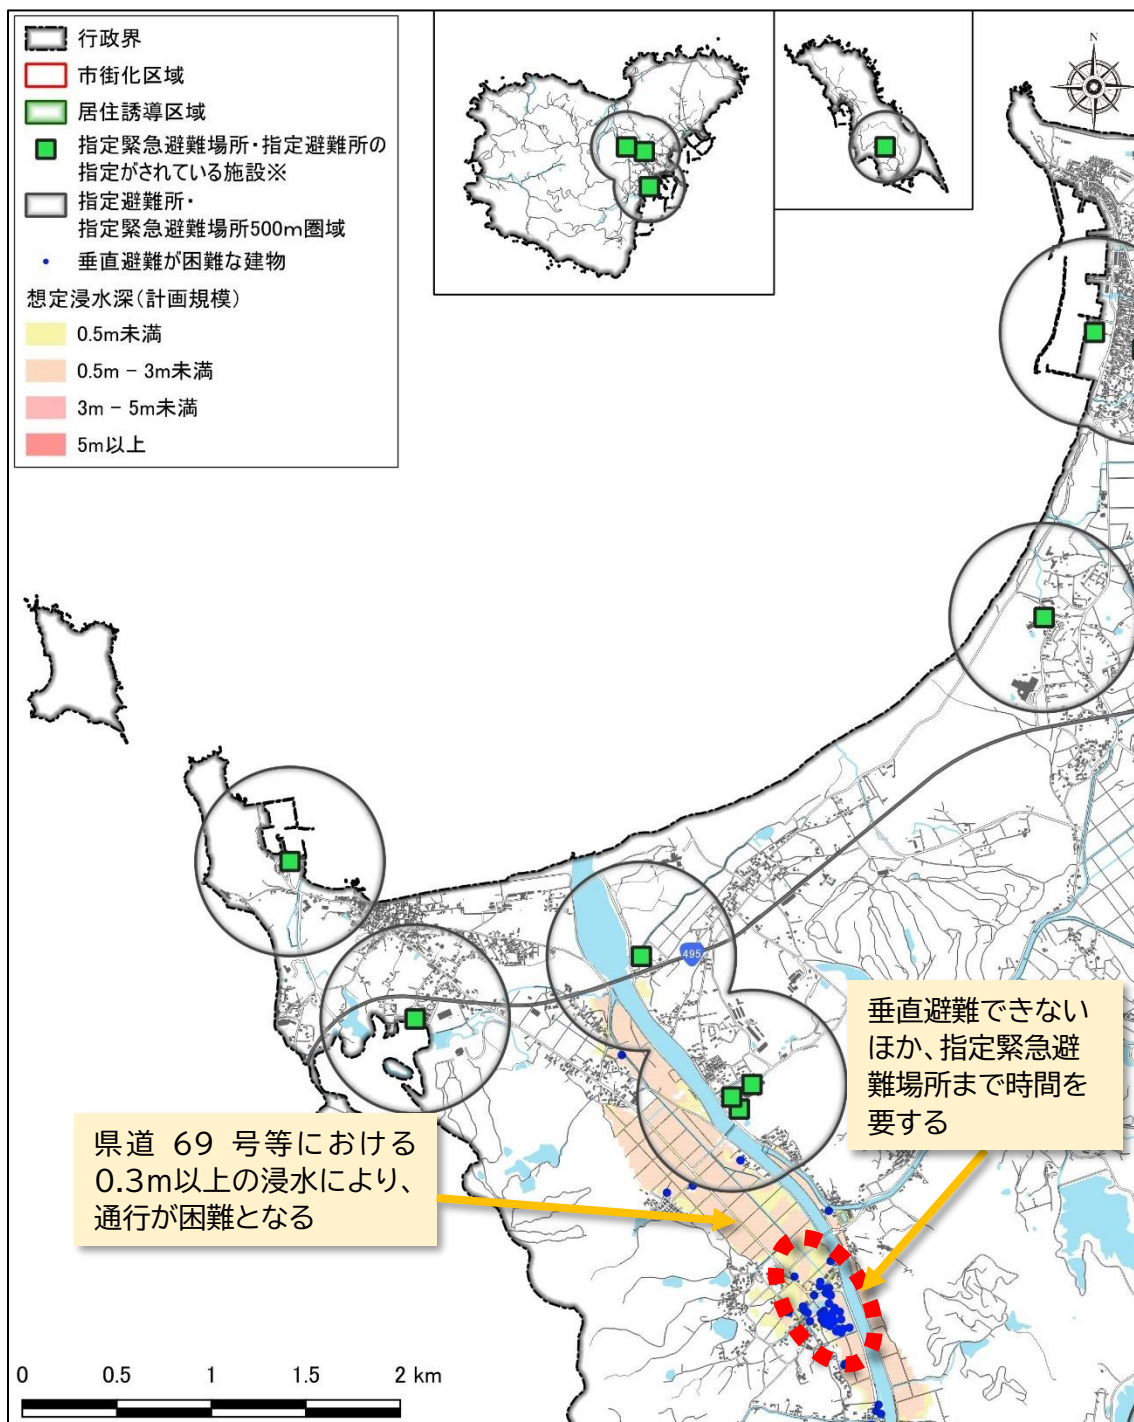 行政界
市街化区域
居住誘導区域
指定緊急避難場所・指定避難所の
指定がされている施設※
指定避難所・
指定緊急避難場所500m圏域
垂直避難が困難な建物
想定浸水深(計画規模)
0.5m未満
0.5m - 3m未満
3m - 5m未満
5m以上
N
495
垂直避難できない
ほか、指定緊急避
難場所まで時間を
要する
県道 69 号等における
0.3m以上の浸水により、
通行が困難となる
0 0.5 1 2 km